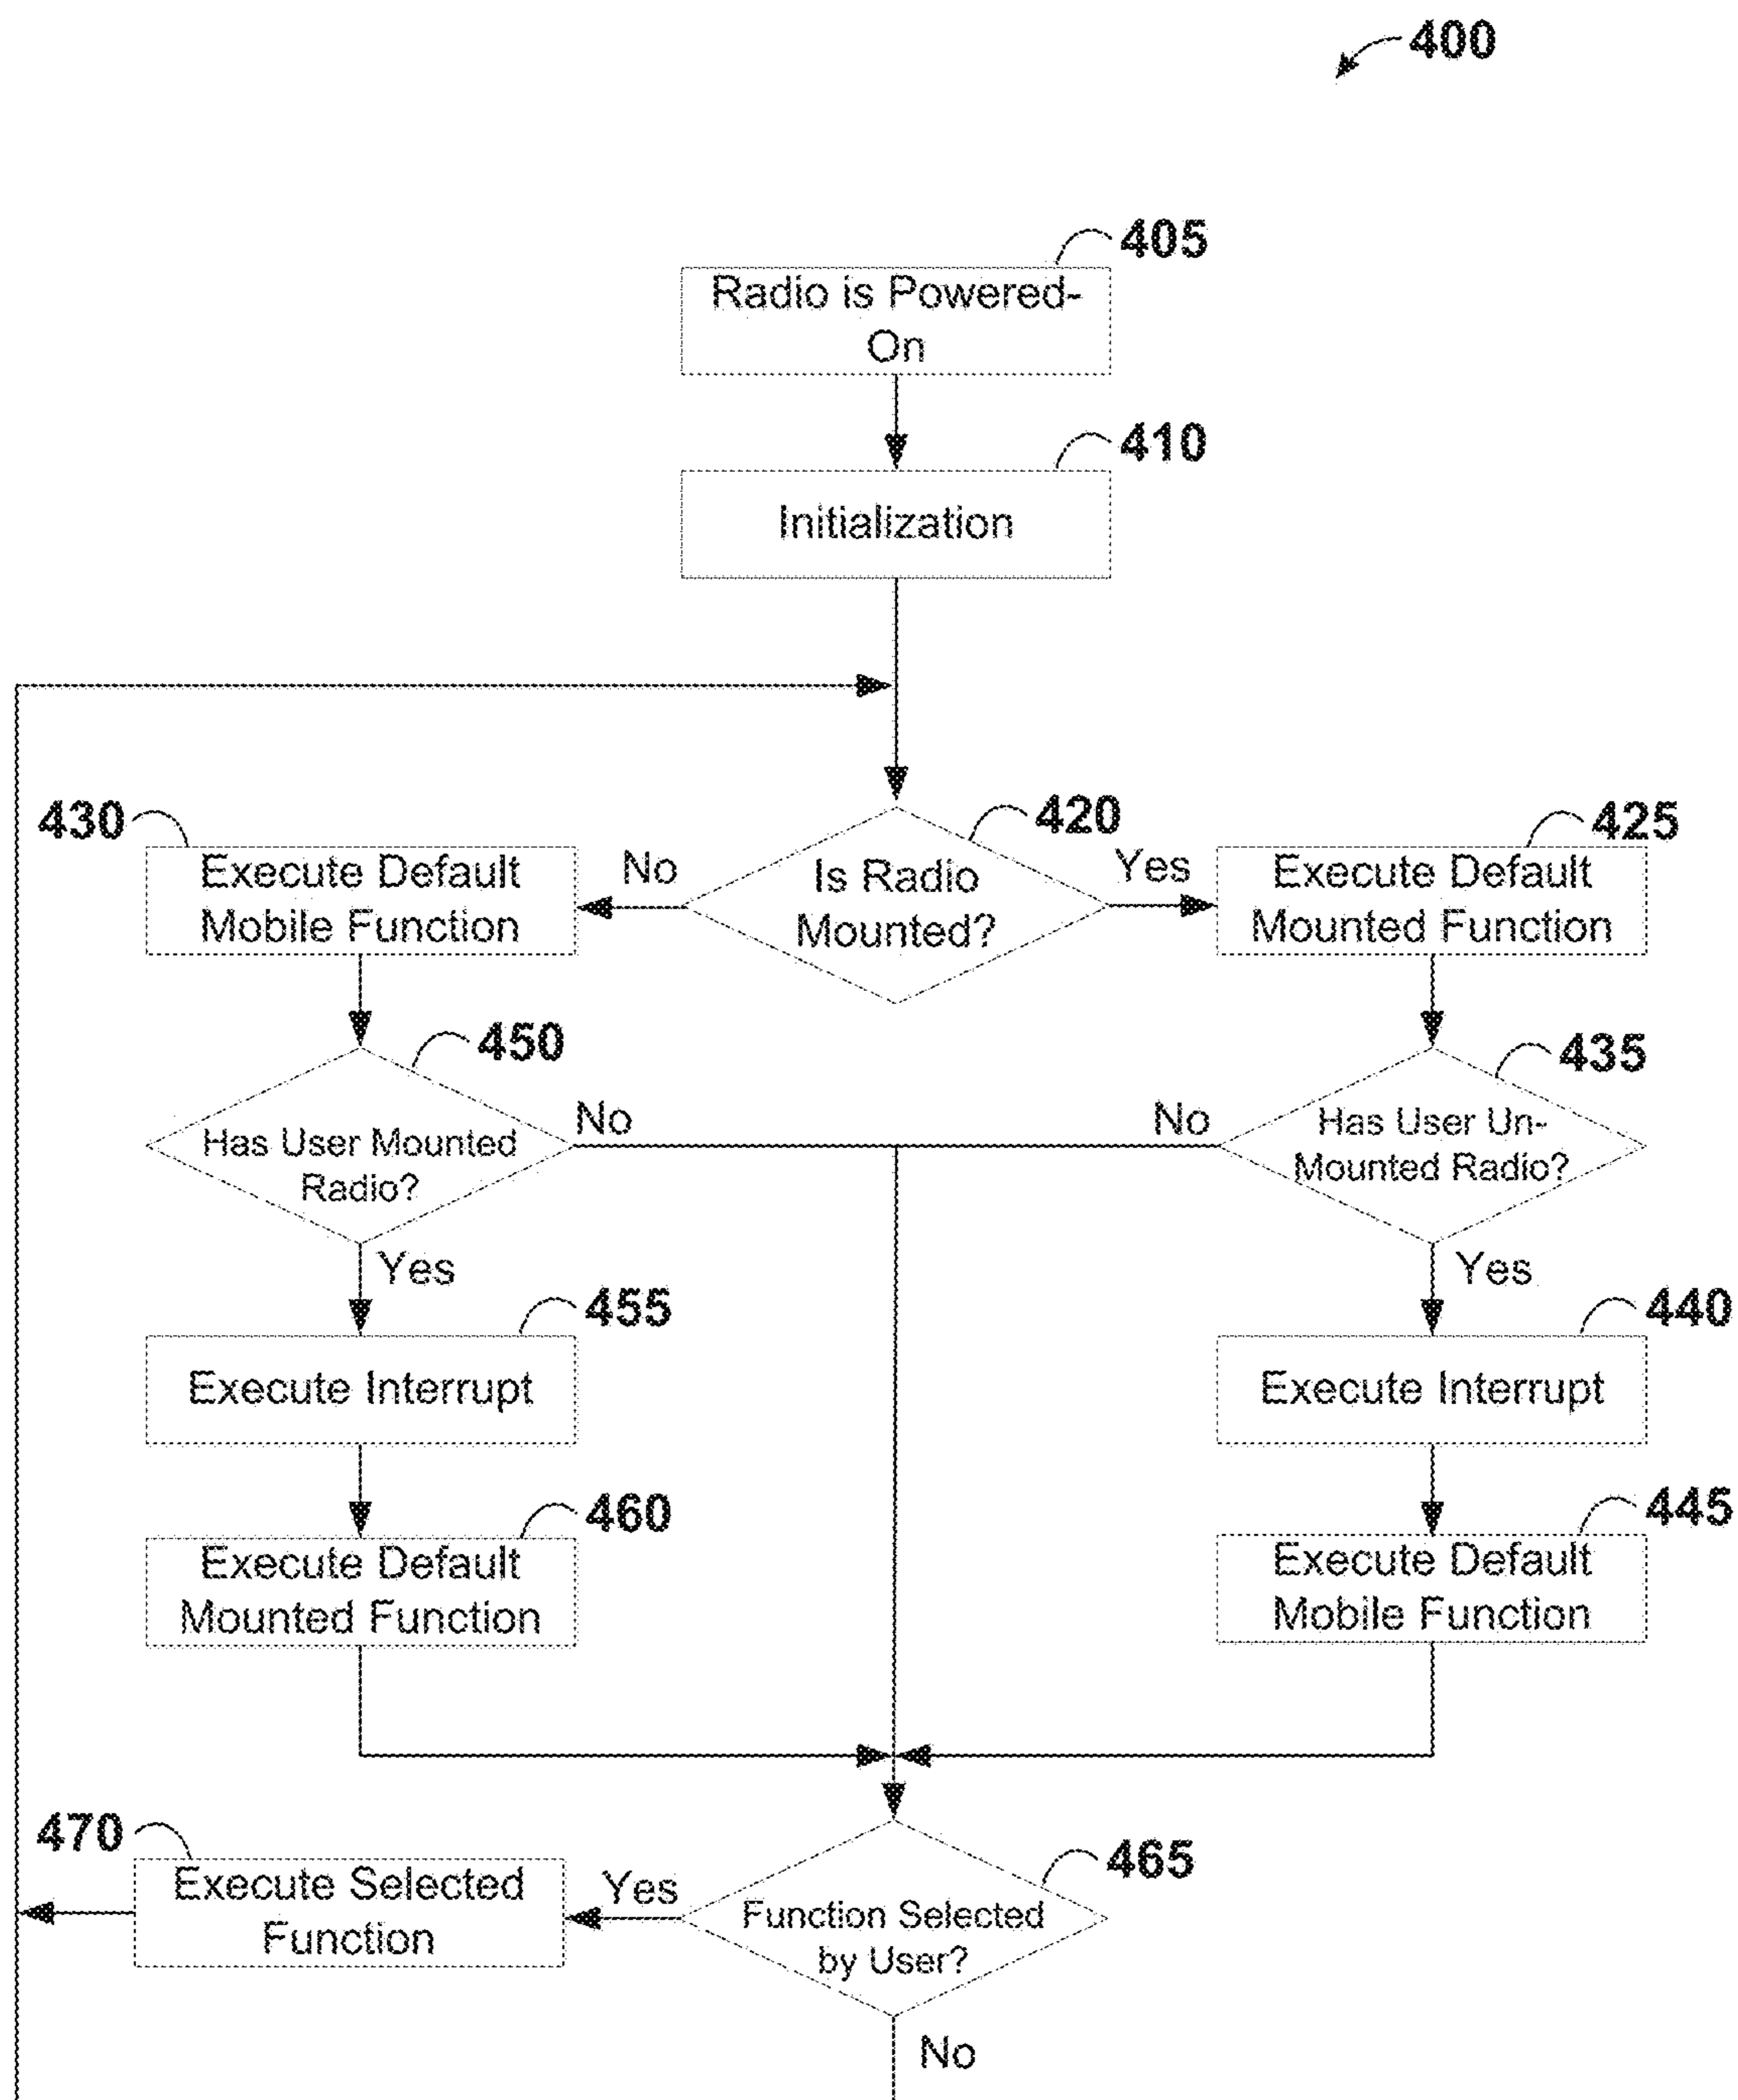 400
405
Radio is Powered-
On
410
Initialization
430
420
425
Execute Default
Mobile Function
No
Is Radio
Mounted?
Yes
Execute Default
Mounted Function
450
435
Has User Mounted
Radio?
No
No
Has User Un-
Mounted Radio?
Yes
Yes
455
440
Execute Interrupt
Execute Interrupt
460
445
Execute Default
Mounted Function
Execute Default
Mobile Function
470
465
Execute Selected
Function
Yes
Function Selected
by User?
No